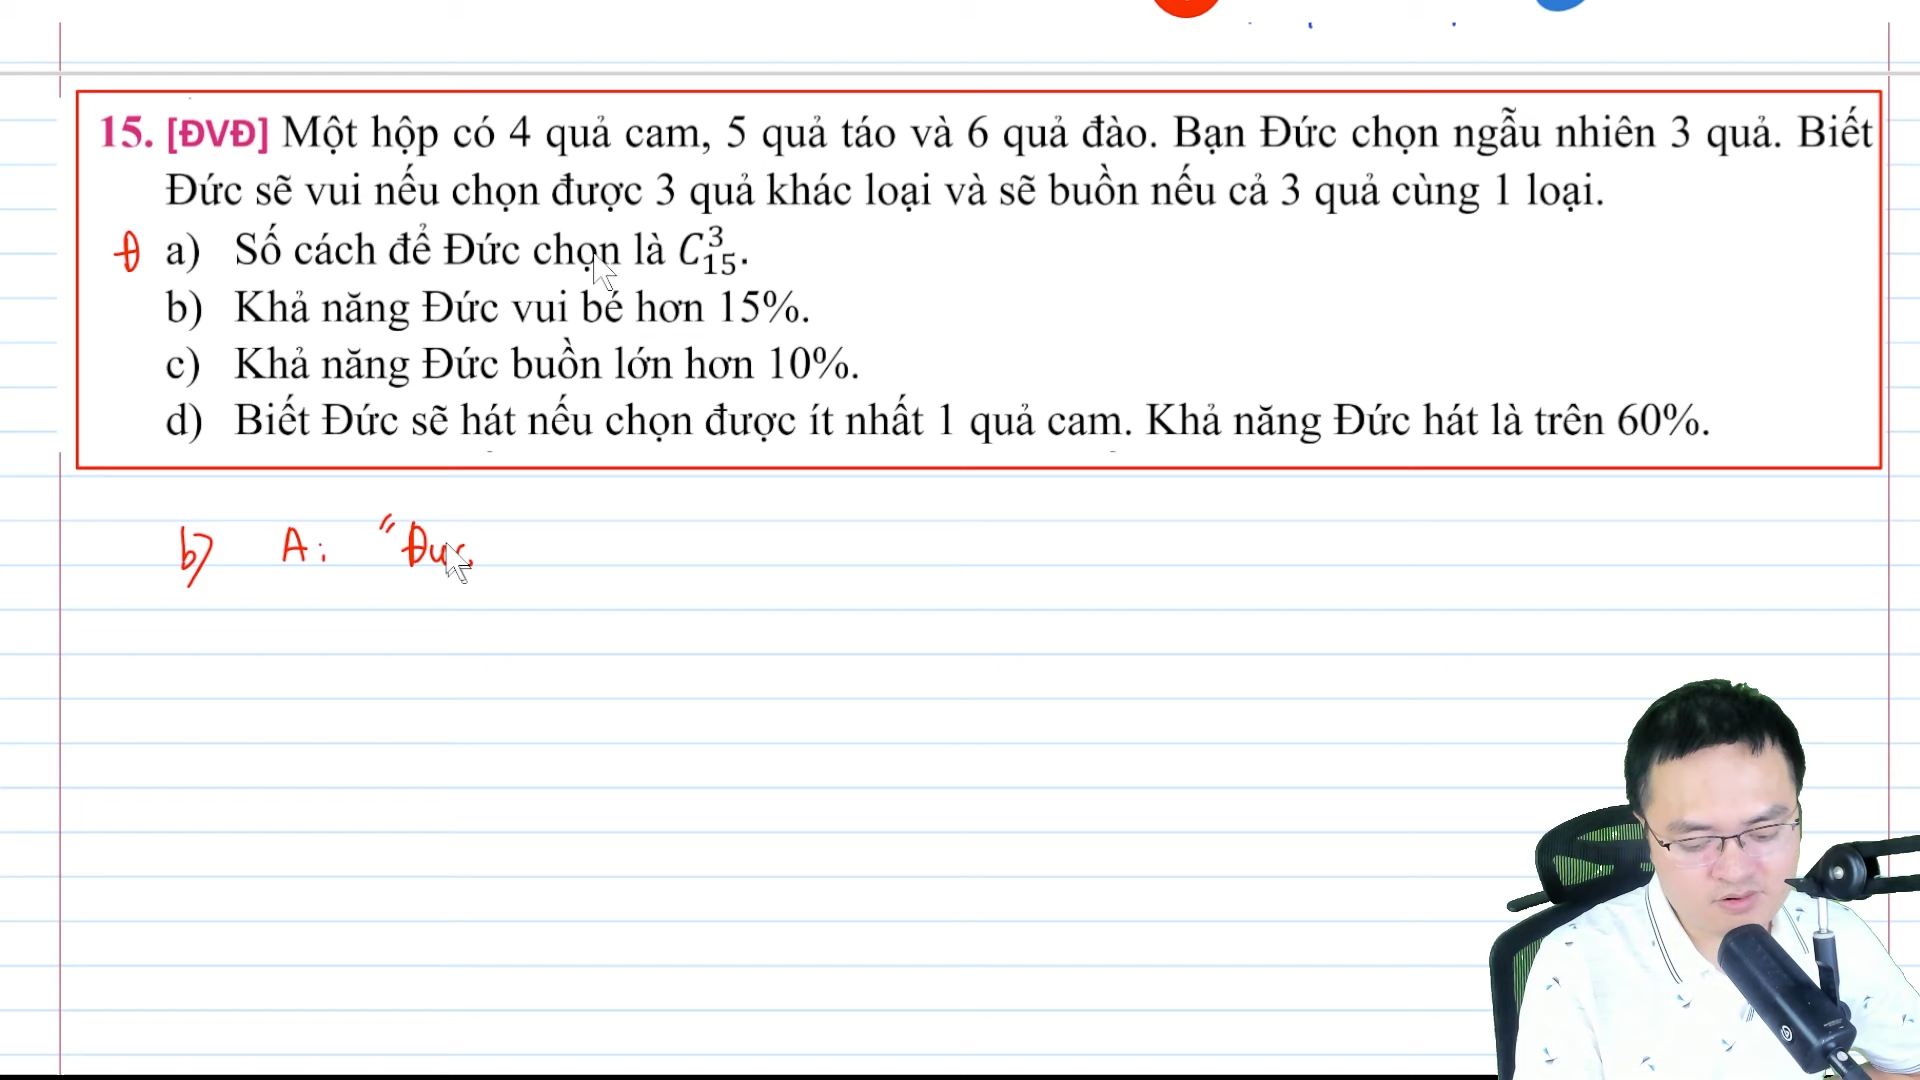 15. [ĐVĐ] Một hộp có 4 quả cam, 5 quả táo và 6 quả đào. Bạn Đức chọn ngẫu nhiên 3 quả. Biết
Đức sẽ vui nếu chọn được 3 quả khác loại và sẽ buồn nếu cả 3 quả cùng 1 loại.
Đ a) Số cách để Đức chọn là $C_{15}^{3}$.
b) Khả năng Đức vui bé hơn 15%.
c) Khả năng Đức buồn lớn hơn 10%.
d) Biết Đức sẽ hát nếu chọn được ít nhất 1 quả cam. Khả năng Đức hát là trên 60%.
b) A: "Đưc